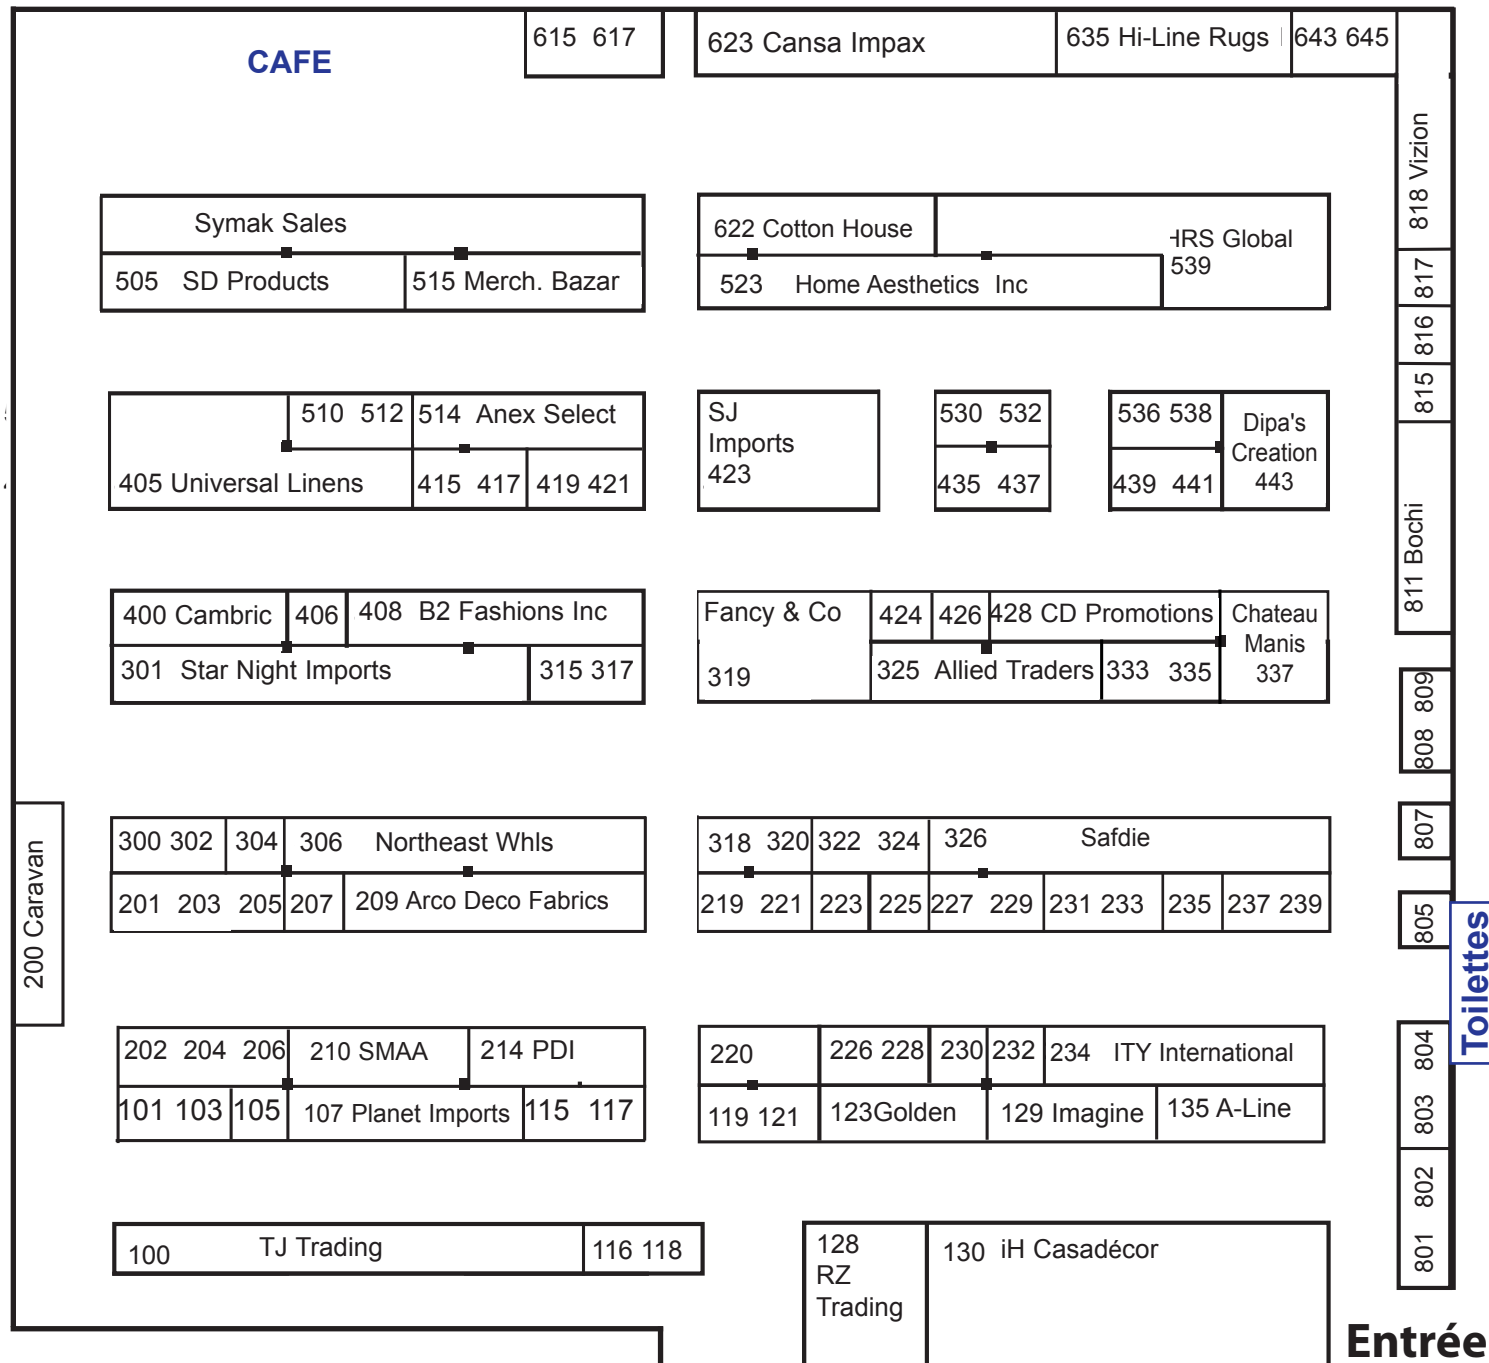 CAFE
615 617
623 Cansa Impax
635 Hi-Line Rugs
643 645
818 Vizion
817
816
815
811 Bochi
809
808
807
805
804
803
802
801
Symak Sales
505 SD Products
515 Merch. Bazar
622 Cotton House
HRS Global
539
523 Home Aesthetics Inc
510 512
514 Anex Select
405 Universal Linens
415 417
419 421
SJ
Imports
423
530 532
435 437
536 538
439 441
Dipa's
Creation
443
400 Cambric
406
408 B2 Fashions Inc
301 Star Night Imports
315 317
Fancy & Co
319
424
426
428 CD Promotions
325 Allied Traders
333 335
Chateau
Manis
337
200 Caravan
300 302
304
306 Northeast Whls
201 203 205
207
209 Arco Deco Fabrics
318 320
322 324
326 Safdie
219 221
223
225
227 229
231 233
235
237 239
Toilettes
202 204 206
210 SMAA
214 PDI
101 103
105
107 Planet Imports
115 117
220
226 228
230
232
234 ITY International
119 121
123Golden
129 Imagine
135 A-Line
100 TJ Trading
116 118
128
RZ
Trading
130 iH Casadécor
Entrée